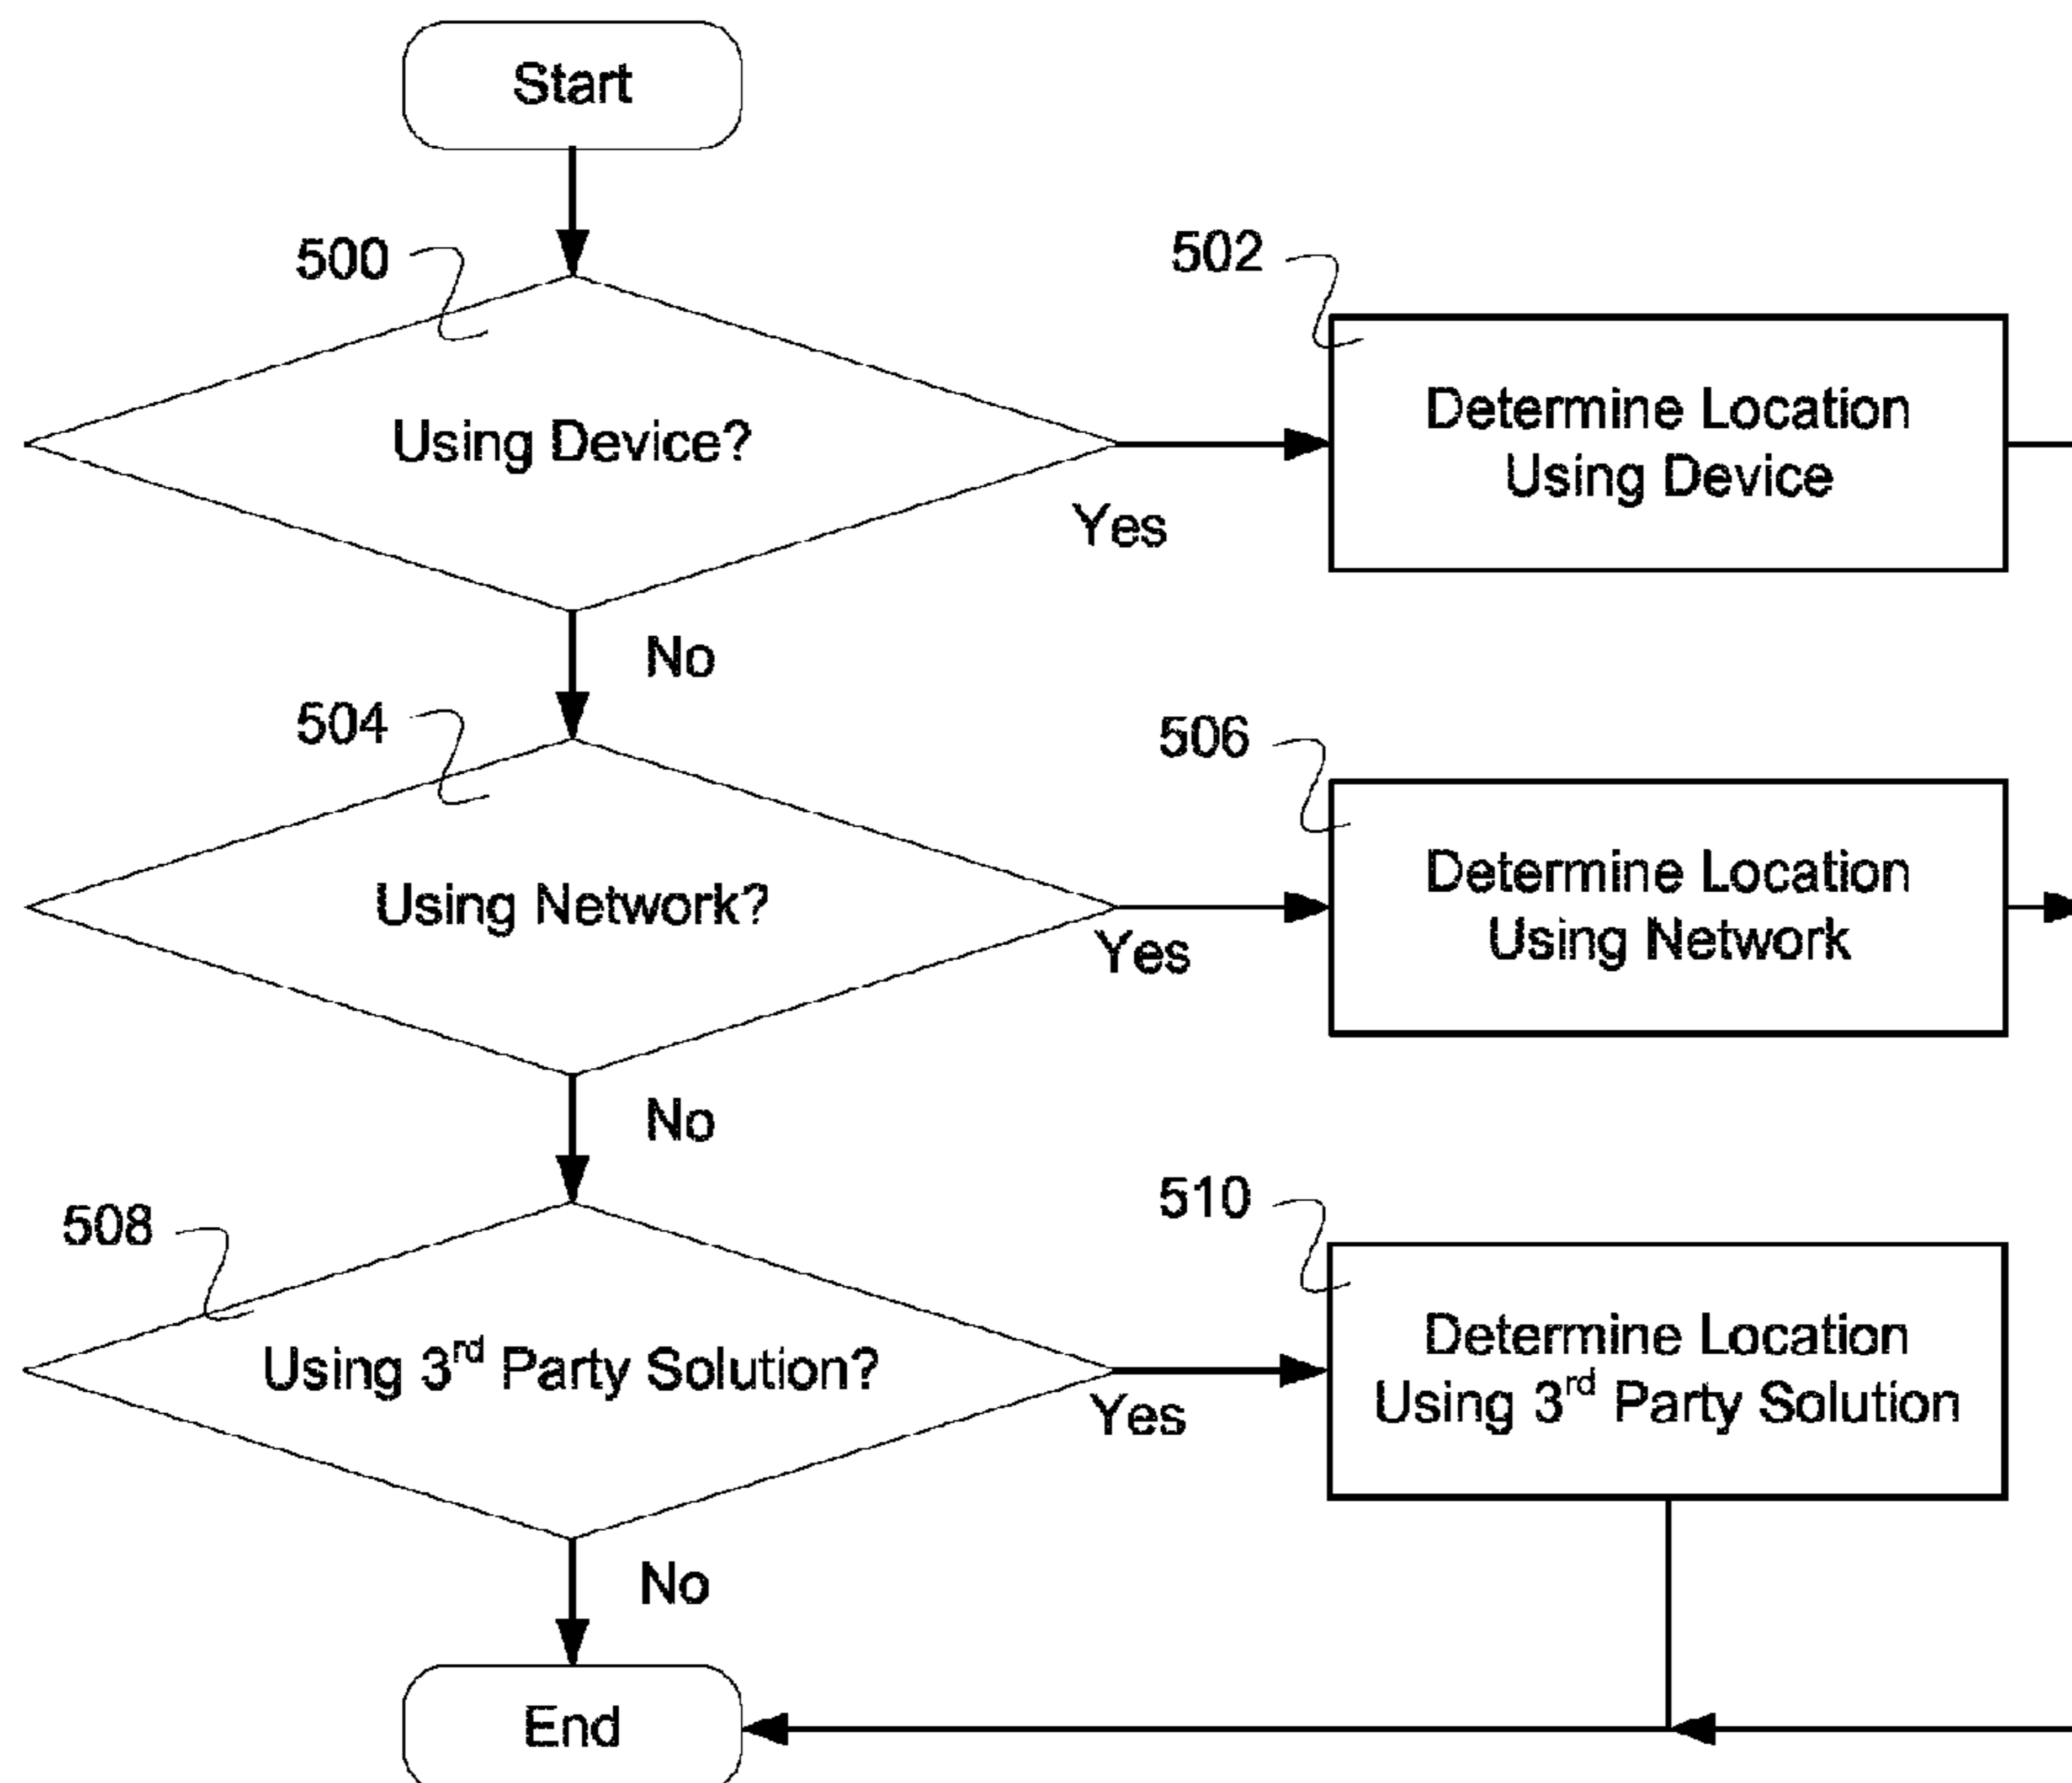 Start
500
502
Using Device?
Determine Location
Using Device
Yes
No
504
506
Using Network?
Determine Location
Using Network
Yes
No
508
510
Using 3rd Party Solution?
Determine Location
Using 3rd Party Solution
Yes
No
End